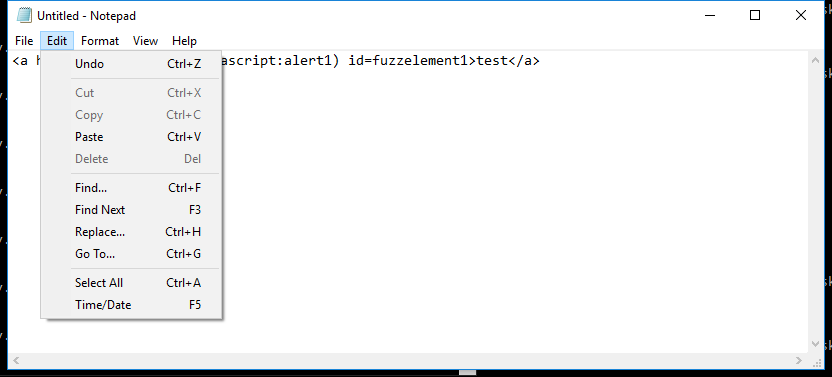 Untitled - Notepad
File Edit Format View Help
<a h ascript:alert1) id=fuzzelement1>test</a>
Undo Ctrl+Z
Cut Ctrl+X
Copy Ctrl+C
Paste Ctrl+V
Delete Del
Find... Ctrl+F
Find Next F3
Replace... Ctrl+H
Go To... Ctrl+G
Select All Ctrl+A
Time/Date F5